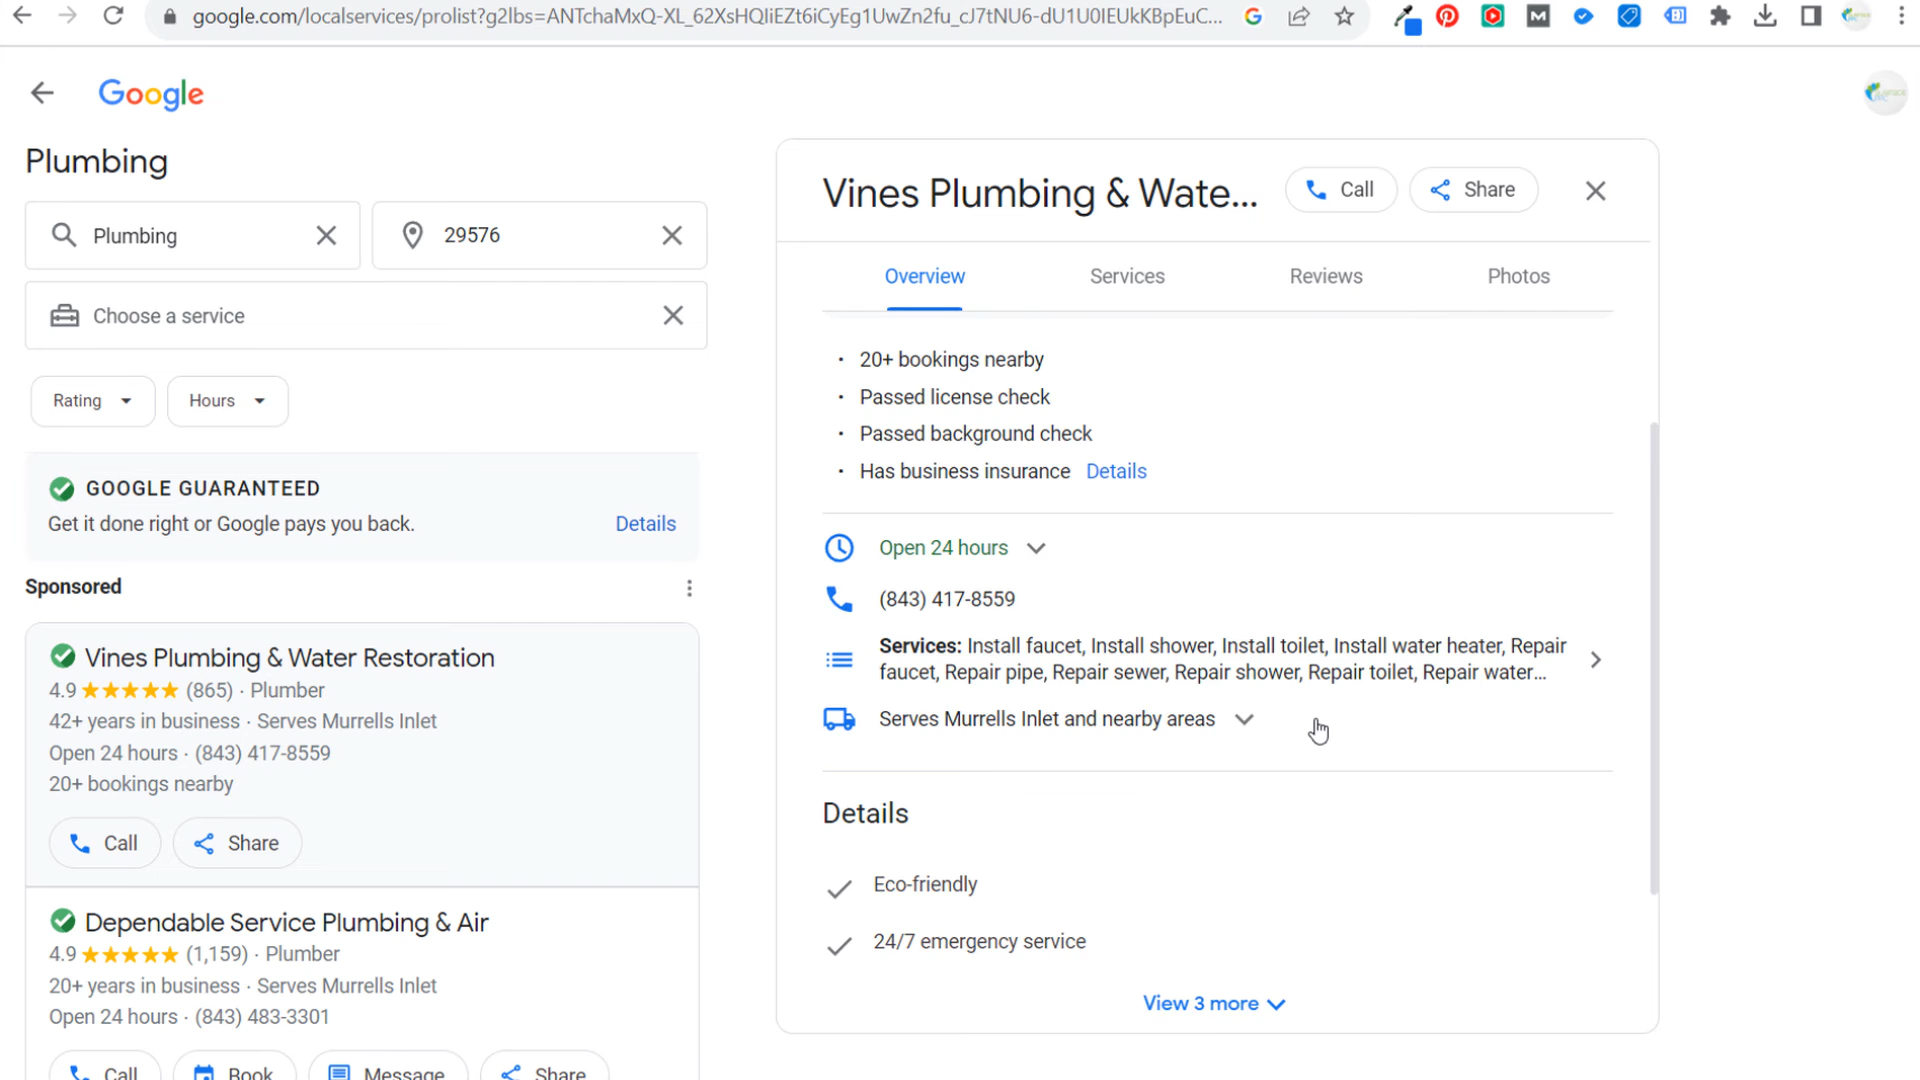 google.com/localservices/prolist?g2lbs=ANTchaMxQ-XL_62XsHQIiEZt6iCyEg1UwZn2fu_cJ7tNU6-dU1U0IEUkKBpEuC...
Google
Plumbing
Plumbing
29576
Choose a service
Rating
Hours
GOOGLE GUARANTEED
Get it done right or Google pays you back.
Details
Sponsored
Vines Plumbing & Water Restoration
4.9 ★★★★★ (865) · Plumber
42+ years in business · Serves Murrells Inlet
Open 24 hours · (843) 417-8559
20+ bookings nearby
Call
Share
Dependable Service Plumbing & Air
4.9 ★★★★★ (1,159) · Plumber
20+ years in business · Serves Murrells Inlet
Open 24 hours · (843) 483-3301
Call
Book
Message
Share
Vines Plumbing & Wate...
Call
Share
Overview
Services
Reviews
Photos
· 20+ bookings nearby
· Passed license check
· Passed background check
· Has business insurance Details
Open 24 hours
(843) 417-8559
Services: Install faucet, Install shower, Install toilet, Install water heater, Repair
faucet, Repair pipe, Repair sewer, Repair shower, Repair toilet, Repair water...
Serves Murrells Inlet and nearby areas
Details
Eco-friendly
24/7 emergency service
View 3 more